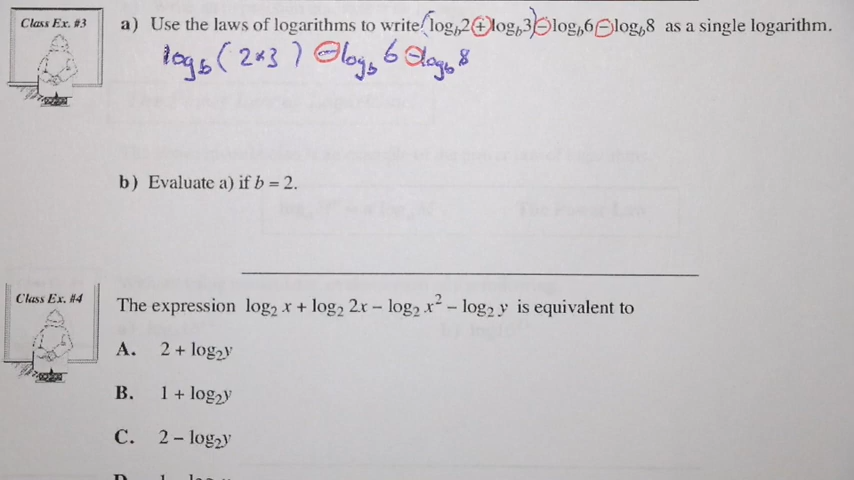 Class Ex. #3
a) Use the laws of logarithms to write (log_b2 + log_b3) − log_b6 − log_b8 as a single logarithm.
log_b (2×3) − log_b 6 − log_b 8
b) Evaluate a) if b = 2.
Class Ex. #4
The expression log₂ x + log₂ 2x − log₂ x² − log₂ y is equivalent to
A. 2 + log₂y
B. 1 + log₂y
C. 2 − log₂y